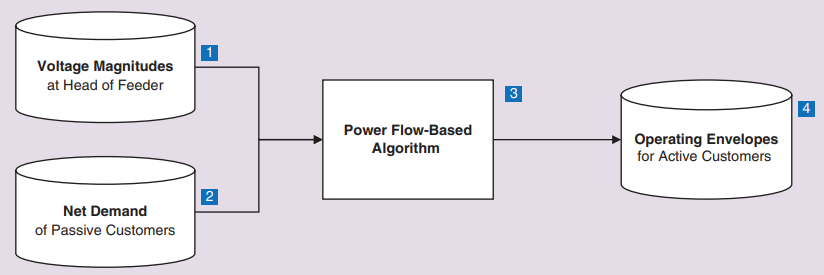 1
Voltage Magnitudes
at Head of Feeder
2
Net Demand
of Passive Customers
3
Power Flow-Based
Algorithm
4
Operating Envelopes
for Active Customers